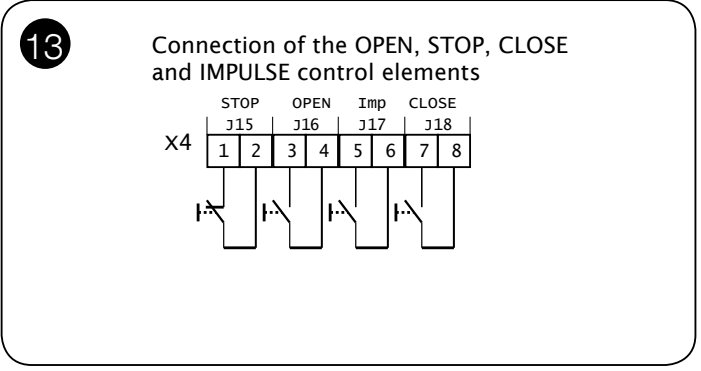 13
Connection of the OPEN, STOP, CLOSE
and IMPULSE control elements
STOP OPEN Imp CLOSE
J15 J16 J17 J18
X4 1 2 3 4 5 6 7 8